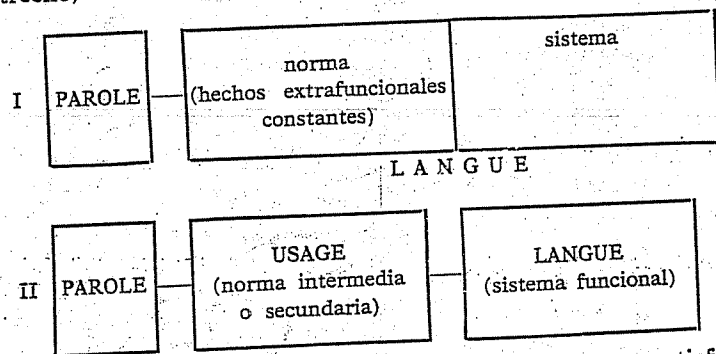 sistema
norma
I PAROLE (hechos extrafuncionales
constantes)
LANGUE
USAGE LANGUE
II PAROLE (norma intermedia (sistema funcional)
o secundaria)